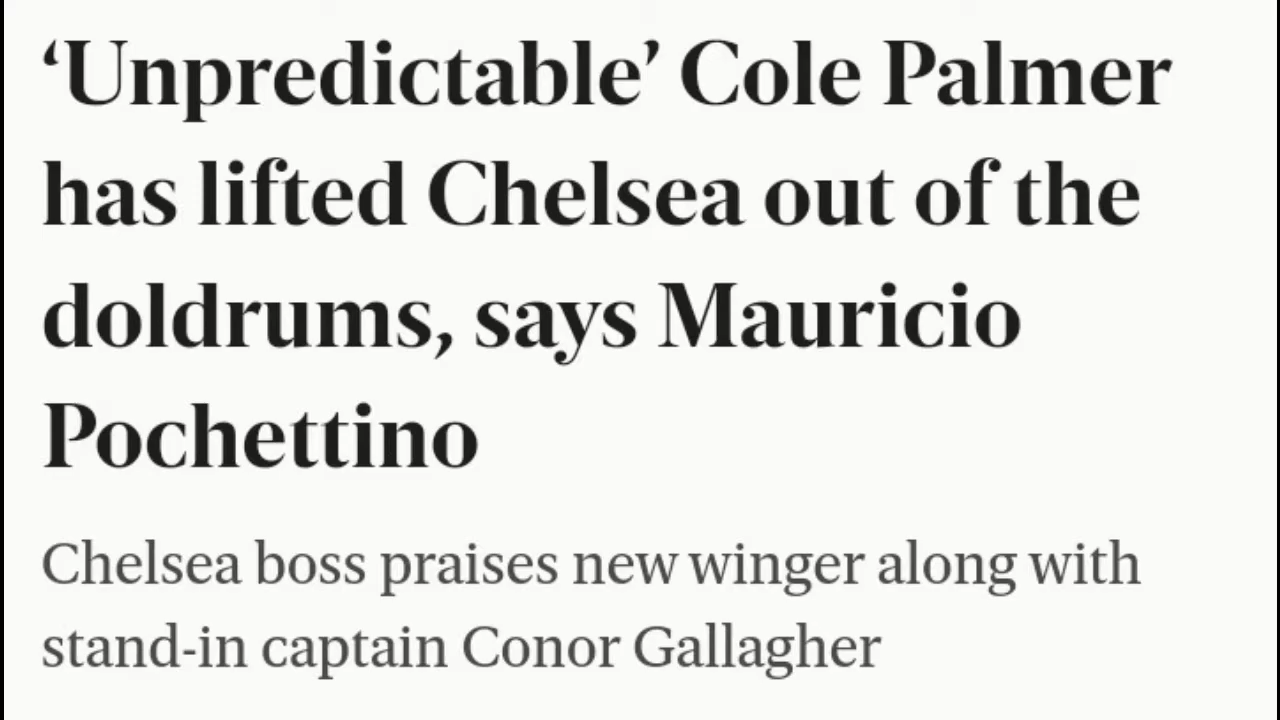 ‘Unpredictable’ Cole Palmer
has lifted Chelsea out of the
doldrums, says Mauricio
Pochettino
Chelsea boss praises new winger along with
stand-in captain Conor Gallagher